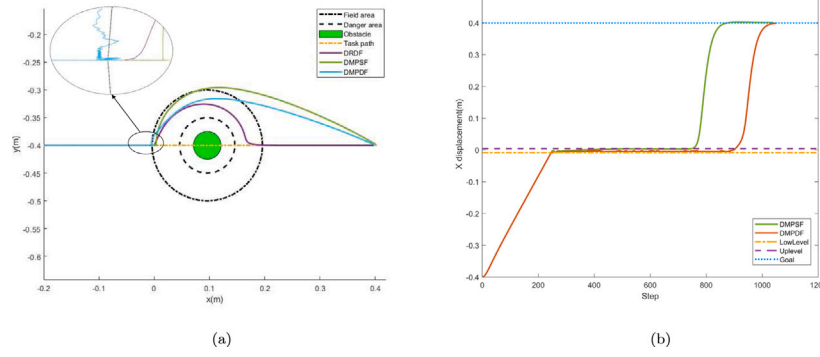 -0.15
-0.2
-0.25
-0.3
-0.35
-0.4
-0.45
-0.5
-0.55
-0.6
y(m)
-0.2
-0.1
0
0.1
0.2
0.3
0.4
x(m)
Field area
Danger area
Obstacle
Task path
DRDF
DMPSF
DMPDF
(a)
0.4
0.3
0.2
0.1
0
-0.1
-0.2
-0.3
-0.4
X displacement(m)
0
200
400
600
800
1000
1200
Step
DMPSF
DMPDF
LowLevel
Uplevel
Goal
(b)